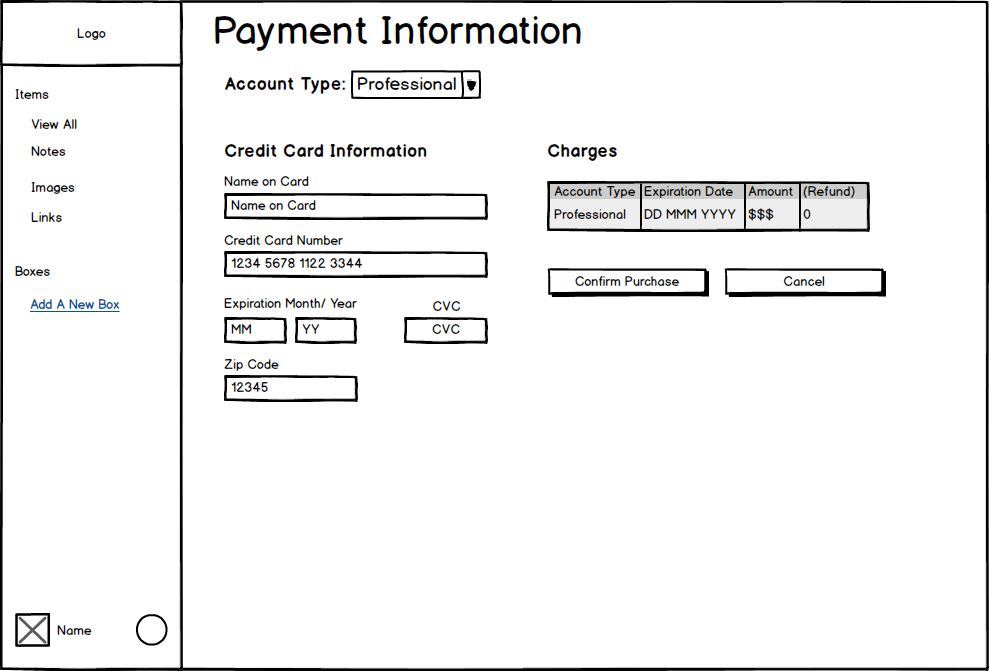 Logo
Items
View All
Notes
Images
Links
Boxes
Add A New Box
Name
Payment Information
Account Type: Professional
Credit Card Information
Name on Card
Name on Card
Credit Card Number
1234 5678 1122 3344
Expiration Month/ Year CVC
MM YY CVC
Zip Code
12345
Charges
Account Type Expiration Date Amount (Refund)
Professional DD MMM YYYY $$$ 0
Confirm Purchase Cancel